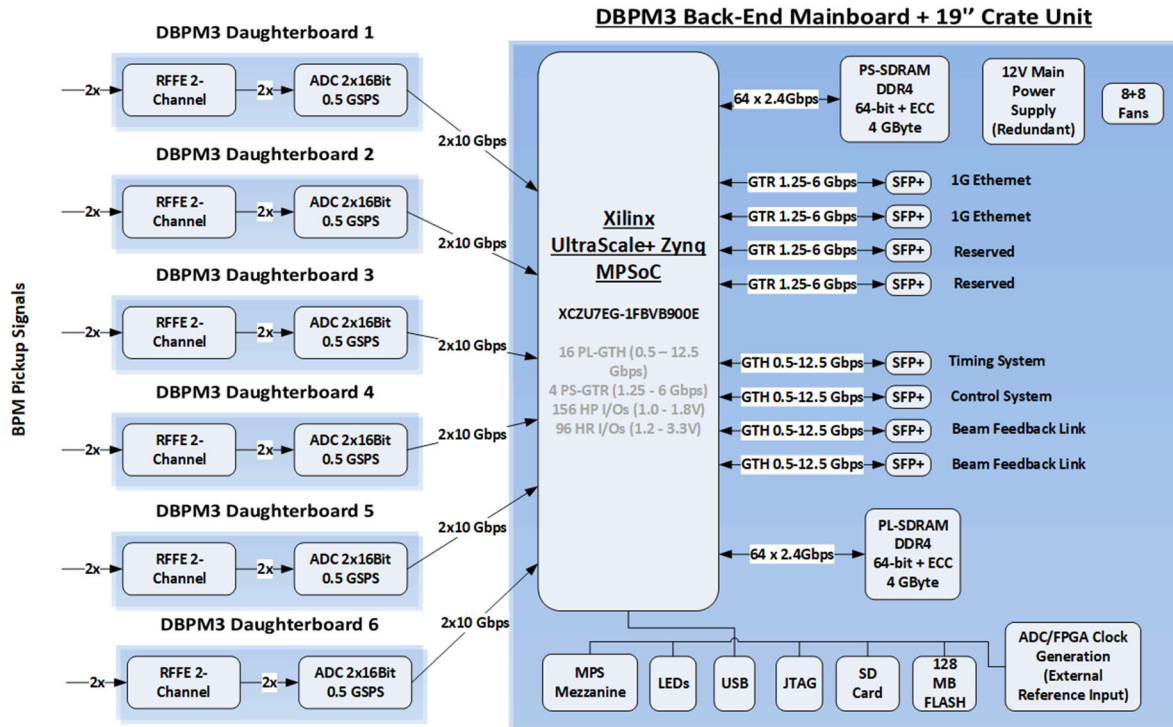 DBPM3 Back-End Mainboard + 19’’ Crate Unit
BPM Pickup Signals
DBPM3 Daughterboard 1
2x
RFFE 2-
Channel
2x
ADC 2x16Bit
0.5 GSPS
2x10 Gbps
DBPM3 Daughterboard 2
2x
RFFE 2-
Channel
2x
ADC 2x16Bit
0.5 GSPS
2x10 Gbps
DBPM3 Daughterboard 3
2x
RFFE 2-
Channel
2x
ADC 2x16Bit
0.5 GSPS
2x10 Gbps
DBPM3 Daughterboard 4
2x
RFFE 2-
Channel
2x
ADC 2x16Bit
0.5 GSPS
2x10 Gbps
DBPM3 Daughterboard 5
2x
RFFE 2-
Channel
2x
ADC 2x16Bit
0.5 GSPS
2x10 Gbps
DBPM3 Daughterboard 6
2x
RFFE 2-
Channel
2x
ADC 2x16Bit
0.5 GSPS
2x10 Gbps
Xilinx
UltraScale+ Zynq
MPSoC
XCZU7EG-1FBVB900E
16 PL-GTH (0.5 – 12.5
Gbps)
4 PS-GTR (1.25 - 6 Gbps)
156 HP I/Os (1.0 - 1.8V)
96 HR I/Os (1.2 - 3.3V)
64 x 2.4Gbps
PS-SDRAM
DDR4
64-bit + ECC
4 GByte
12V Main
Power
Supply
(Redundant)
8+8
Fans
GTR 1.25-6 Gbps
SFP+
1G Ethernet
GTR 1.25-6 Gbps
SFP+
1G Ethernet
GTR 1.25-6 Gbps
SFP+
Reserved
GTR 1.25-6 Gbps
SFP+
Reserved
GTH 0.5-12.5 Gbps
SFP+
Timing System
GTH 0.5-12.5 Gbps
SFP+
Control System
GTH 0.5-12.5 Gbps
SFP+
Beam Feedback Link
GTH 0.5-12.5 Gbps
SFP+
Beam Feedback Link
64 x 2.4Gbps
PL-SDRAM
DDR4
64-bit + ECC
4 GByte
MPS
Mezzanine
LEDs
USB
JTAG
SD
Card
128
MB
FLASH
ADC/FPGA Clock
Generation
(External
Reference Input)